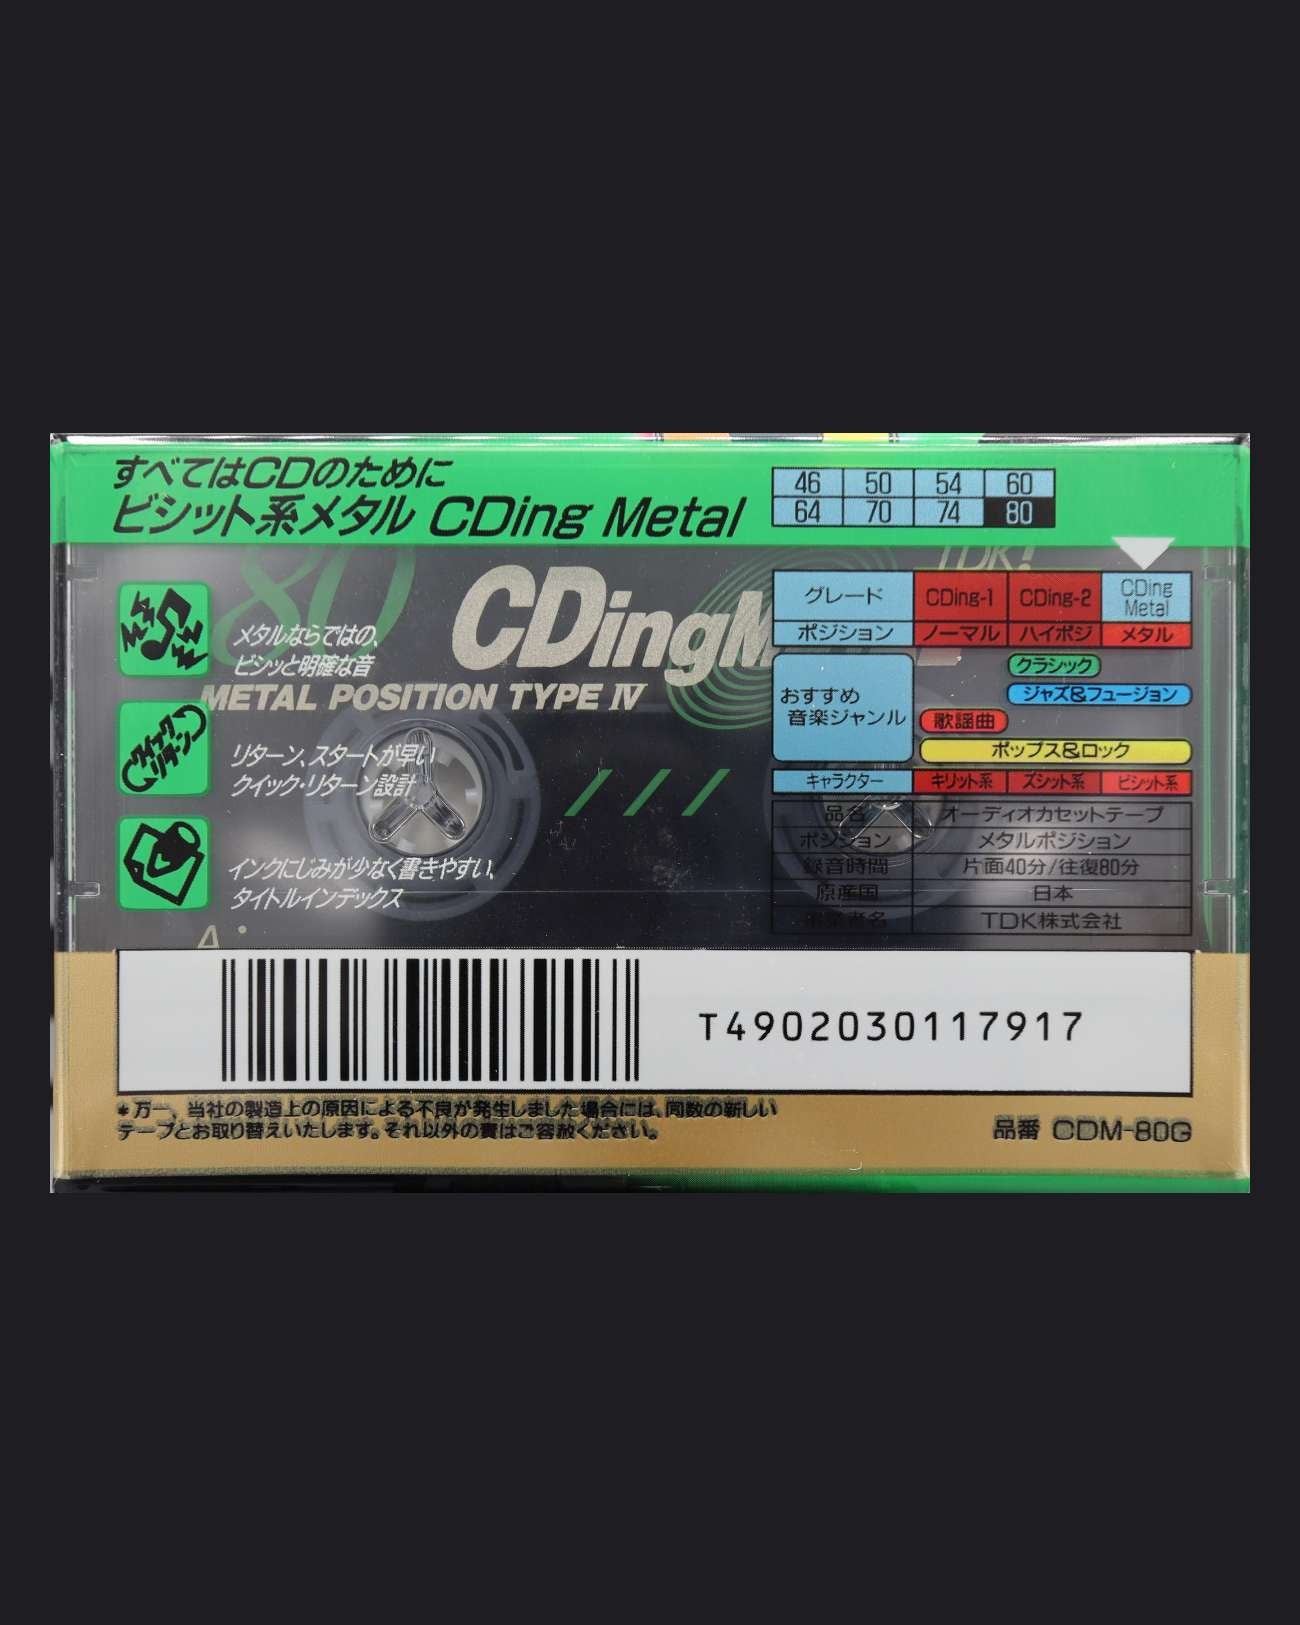 すべてはCDのために
ビシット系メタル CDing Metal
46 50 54 60
64 70 74 80
80
TDK!
CDingM
METAL POSITION TYPE IV
メタルならではの、
ビシッと明確な音
クイック リターン
リターン、スタートが早い
クイック・リターン設計
インクにじみが少なく書きやすい、
タイトルインデックス
A
グレード CDing-1 CDing-2 CDing Metal
ポジション ノーマル ハイポジ メタル
おすすめ
音楽ジャンル
クラシック
ジャズ&フュージョン
歌謡曲
ポップス&ロック
キャラクター キリット系 ズシット系 ビシット系
品名 オーディオカセットテープ
ポジション メタルポジション
録音時間 片面40分/往復80分
原産国 日本
事業者名 TDK株式会社
T4902030117917
*万一、当社の製造上の原因による不良が発生しました場合には、同数の新しい
テープとお取り替えいたします。それ以外の責はご容赦ください。
品番 CDM-80G